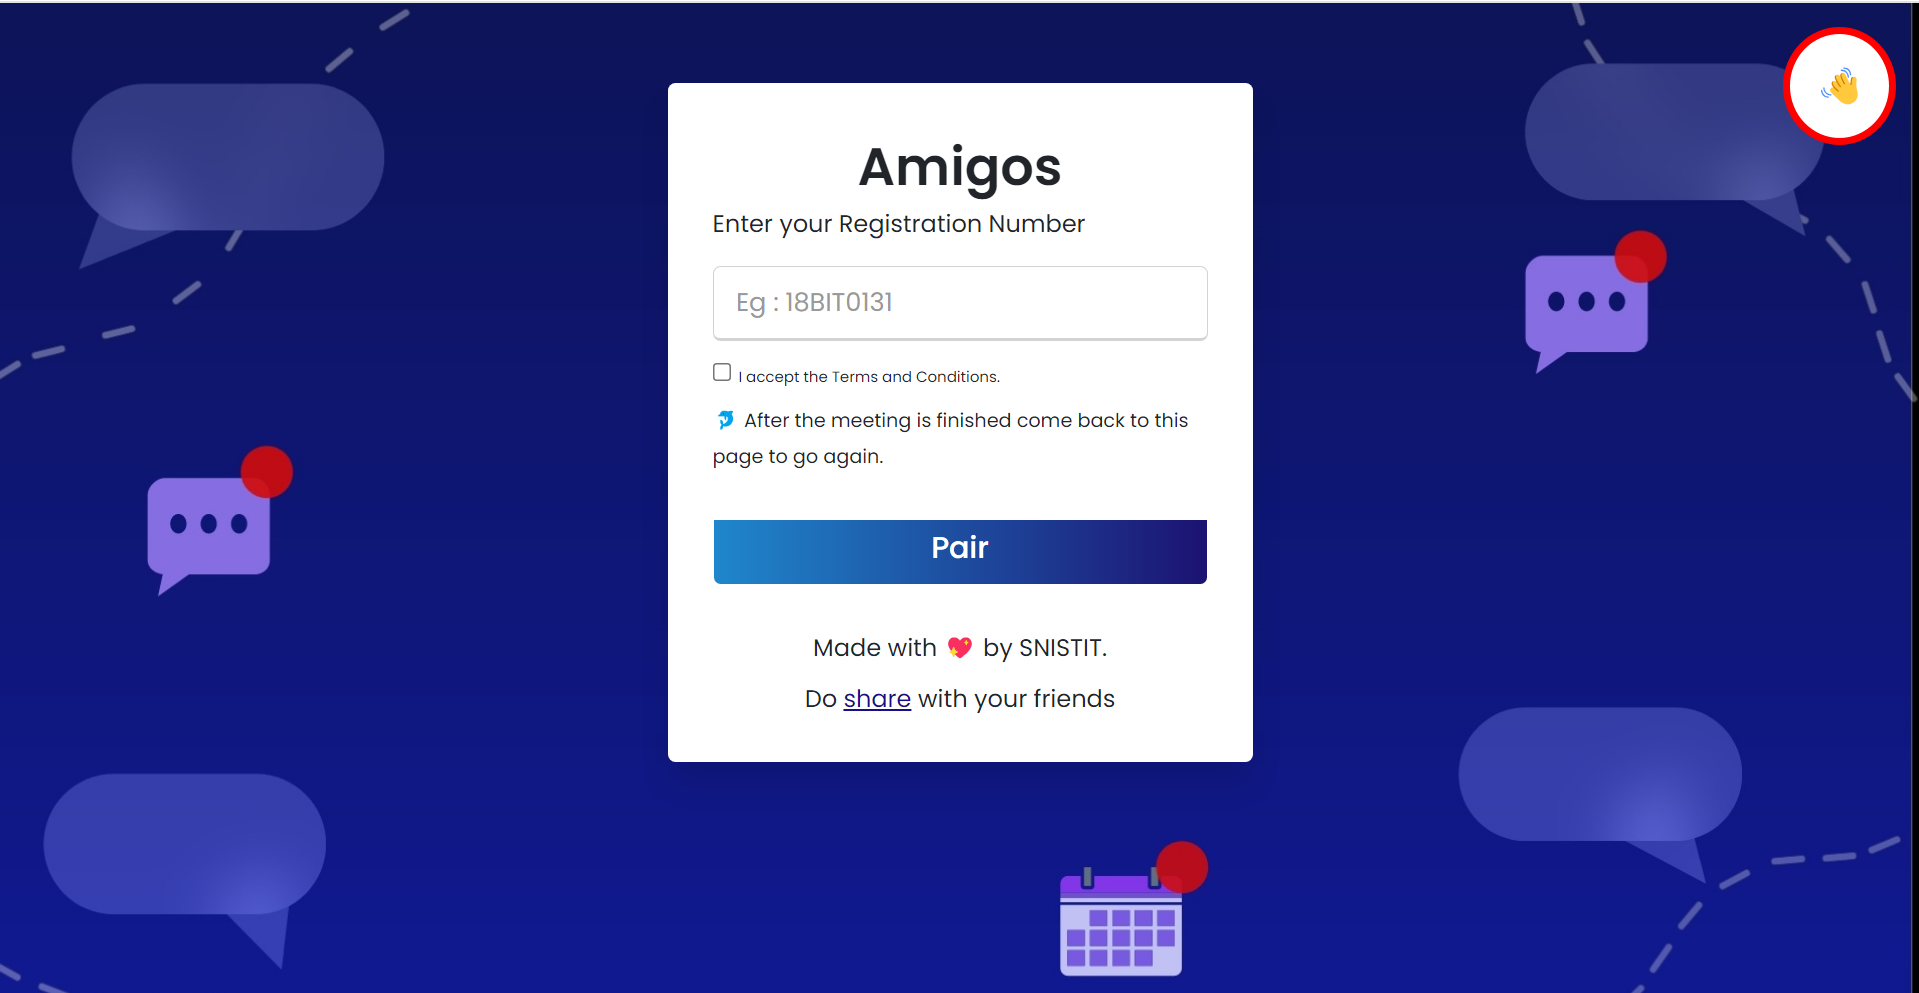 Amigos
Enter your Registration Number
Eg : 18BIT0131
I accept the Terms and Conditions.
🐬 After the meeting is finished come back to this
page to go again.
Pair
Made with 💖 by SNISTIT.
Do share with your friends